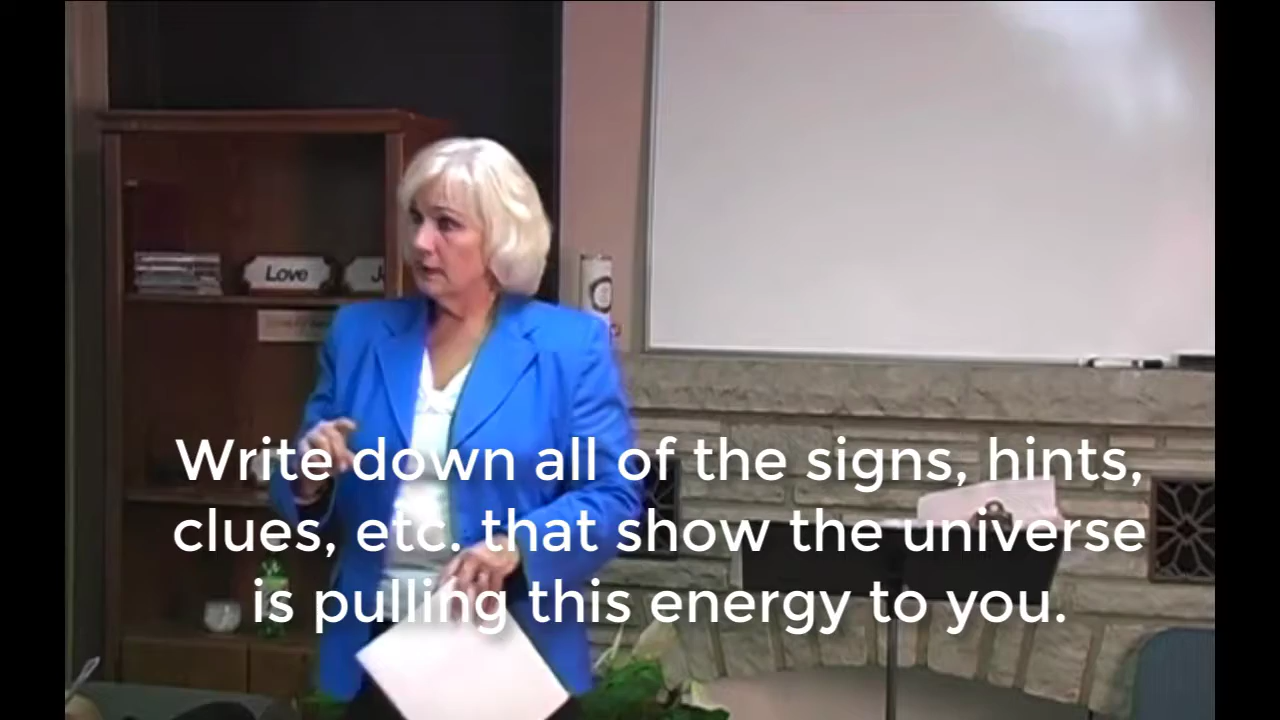 Love
Write down all of the signs, hints,
clues, etc. that show the universe
is pulling this energy to you.